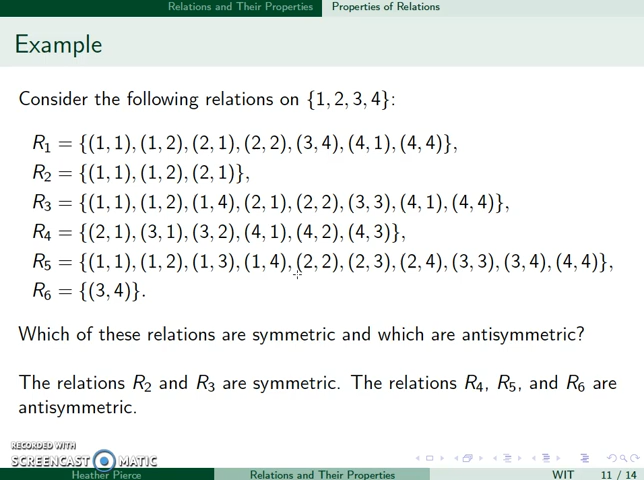 Relations and Their Properties Properties of Relations
Example
Consider the following relations on {1, 2, 3, 4}:
R₁ = {(1, 1), (1, 2), (2, 1), (2, 2), (3, 4), (4, 1), (4, 4)},
R₂ = {(1, 1), (1, 2), (2, 1)},
R₃ = {(1, 1), (1, 2), (1, 4), (2, 1), (2, 2), (3, 3), (4, 1), (4, 4)},
R₄ = {(2, 1), (3, 1), (3, 2), (4, 1), (4, 2), (4, 3)},
R₅ = {(1, 1), (1, 2), (1, 3), (1, 4), (2, 2), (2, 3), (2, 4), (3, 3), (3, 4), (4, 4)},
R₆ = {(3, 4)}.
Which of these relations are symmetric and which are antisymmetric?
The relations R₂ and R₃ are symmetric. The relations R₄, R₅, and R₆ are
antisymmetric.
RECORDED WITH
SCREENCAST MATIC
Heather Pierce Relations and Their Properties WIT 11 / 14